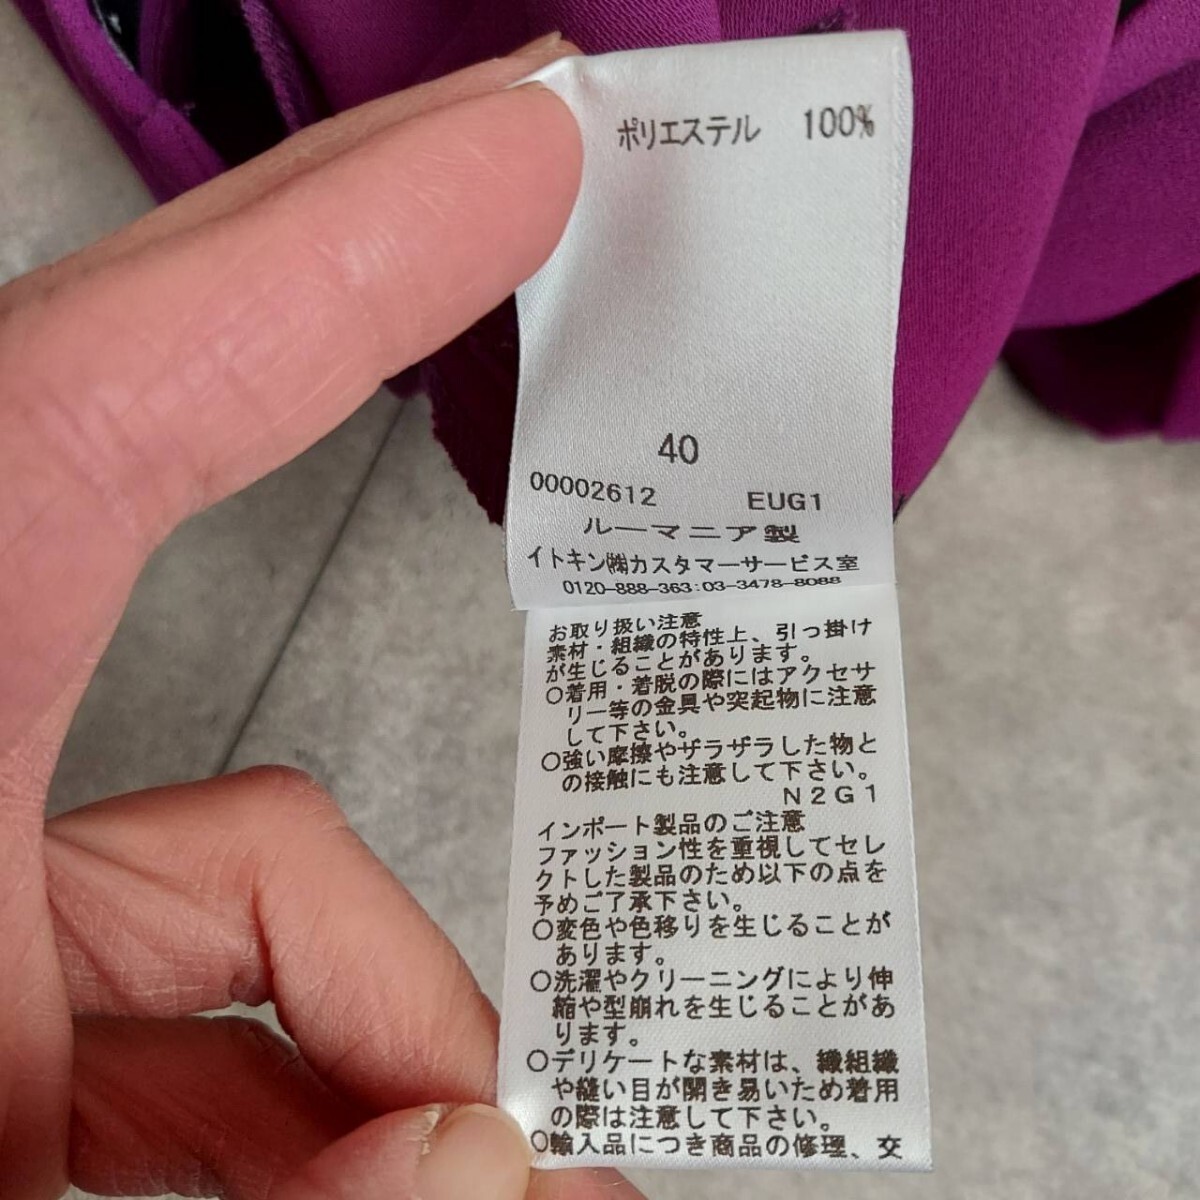 ポリエステル 100%
40
00002612 EUG1
ルーマニア製
イトキン㈱カスタマーサービス室
0120-888-363:03-3478-8088
お取り扱い注意
素材・組織の特性上、引っ掛け
が生じることがあります。
○着用・着脱の際にはアクセサ
リー等の金具や突起物に注意
して下さい。
○強い摩擦やザラザラした物と
の接触にも注意して下さい。
N2G1
インポート製品のご注意
ファッション性を重視してセレ
クトした製品のため以下の点を
予めご了承下さい。
○変色や色移りを生じることが
あります。
○洗濯やクリーニングにより伸
縮や型崩れを生じることがあ
ります。
○デリケートな素材は、織組織
や縫い目が開き易いため着用
の際は注意して下さい。
○輸入品につき商品の修理、交